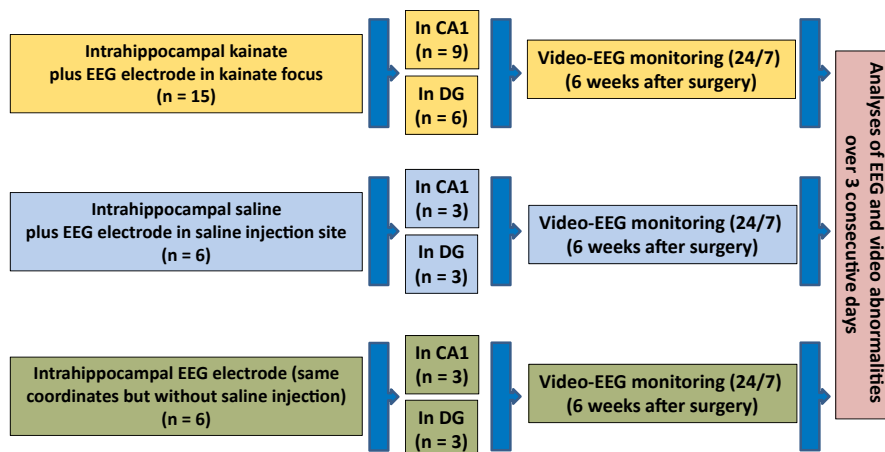 Intrahippocampal kainate
plus EEG electrode in kainate focus
(n = 15)
In CA1
(n = 9)
In DG
(n = 6)
Video-EEG monitoring (24/7)
(6 weeks after surgery)
Intrahippocampal saline
plus EEG electrode in saline injection site
(n = 6)
In CA1
(n = 3)
In DG
(n = 3)
Video-EEG monitoring (24/7)
(6 weeks after surgery)
Intrahippocampal EEG electrode (same
coordinates but without saline injection)
(n = 6)
In CA1
(n = 3)
In DG
(n = 3)
Video-EEG monitoring (24/7)
(6 weeks after surgery)
Analyses of EEG and video abnormalities
over 3 consecutive days